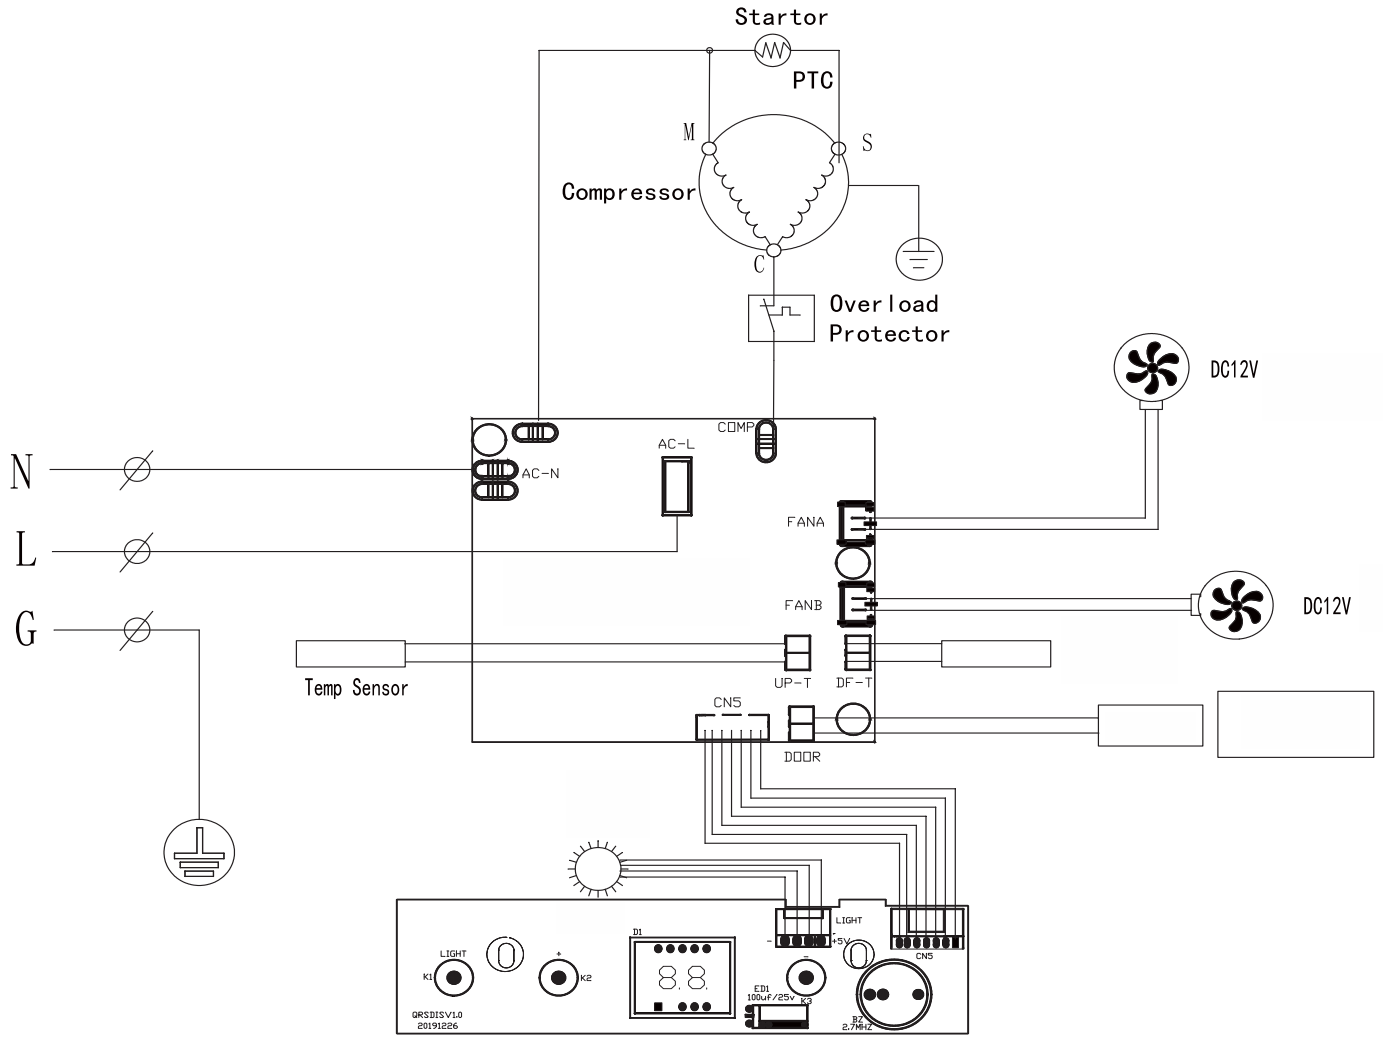 Startor
PTC
M
S
Compressor
C
Overload
Protector
DC12V
COMP
AC-L
N
AC-N
FANA
L
FANB
DC12V
G
UP-T
DF-T
Temp Sensor
CN5
DOOR
LIGHT
D1
-
-
+5V
CN5
LIGHT
+
-
K1
K2
8.8.
ED1
100uf/25v
K3
QRSDISV1.0
20191226
BZ
2.7MHZ